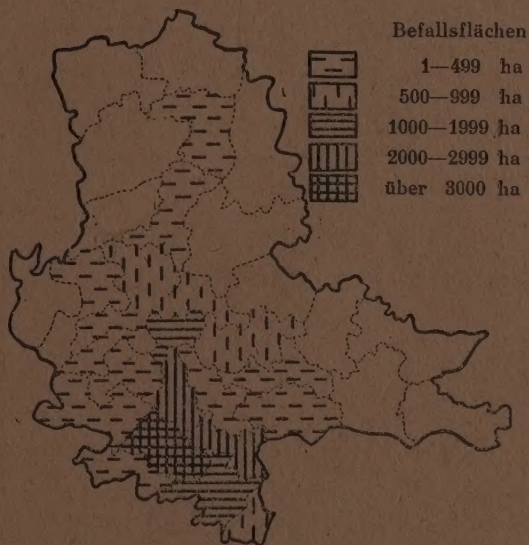 Befallsflächen
1—499 ha
500—999 ha
1000—1999 ha
2000—2999 ha
über 3000 ha